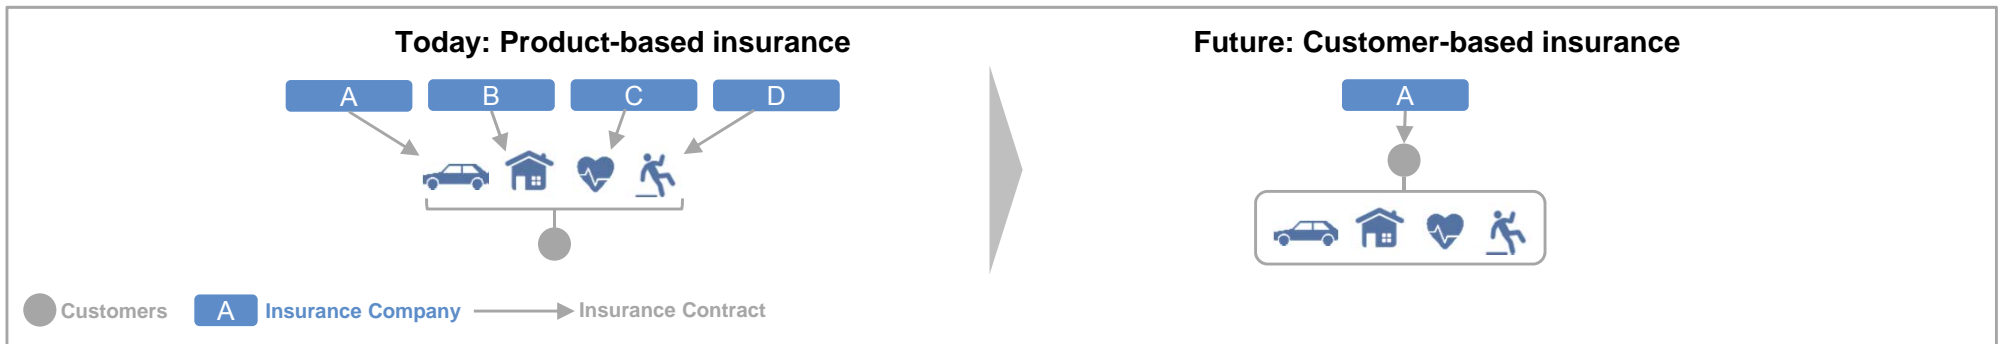 Today: Product-based insurance
Future: Customer-based insurance
A
B
C
D
A
Customers
A
Insurance Company
Insurance Contract